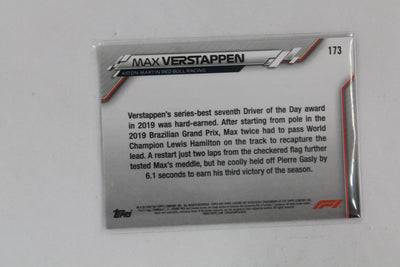 MAX VERSTAPPEN
173
ASTON MARTIN RED BULL RACING
Verstappen's series-best seventh Driver of the Day award
in 2019 was hard-earned. After starting from pole in the
2019 Brazilian Grand Prix, Max twice had to pass World
Champion Lewis Hamilton on the track to recapture the
lead. A restart just two laps from the checkered flag further
tested Max's meddle, but he coolly held off Pierre Gasly by
6.1 seconds to earn his third victory of the season.
Topps
F1